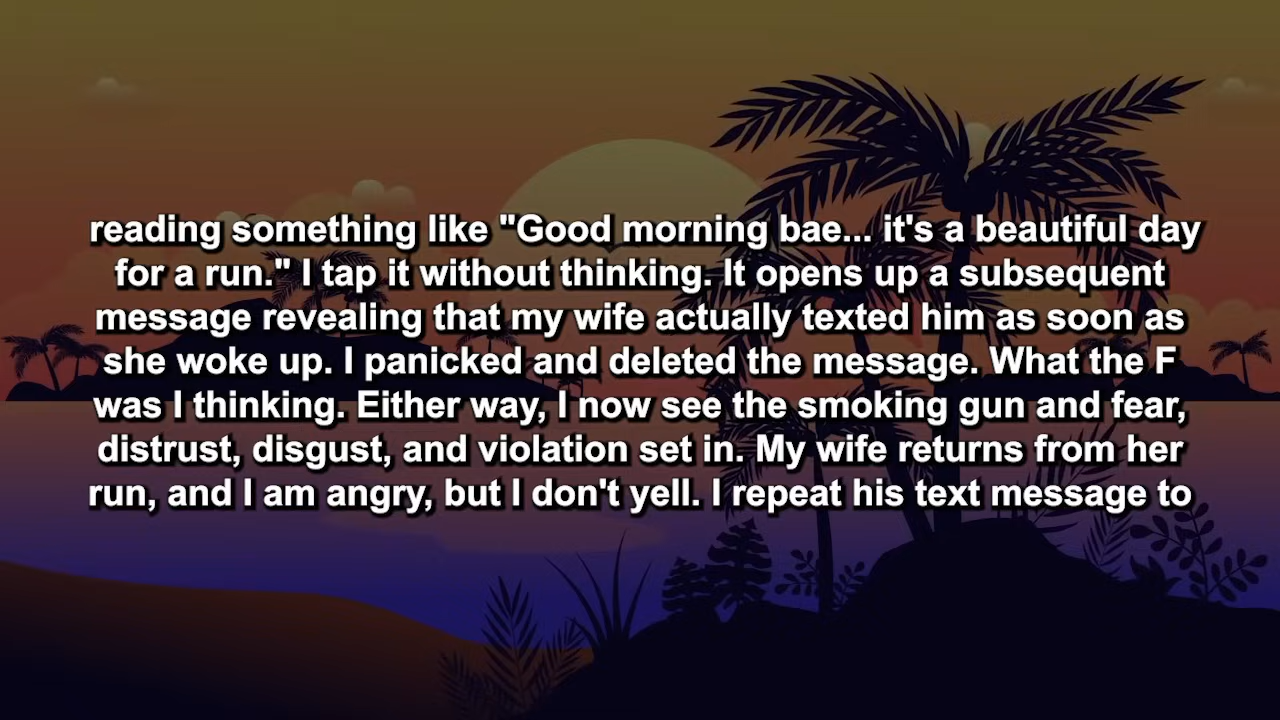 reading something like "Good morning bae... it's a beautiful day
for a run." I tap it without thinking. It opens up a subsequent
message revealing that my wife actually texted him as soon as
she woke up. I panicked and deleted the message. What the F
was I thinking. Either way, I now see the smoking gun and fear,
distrust, disgust, and violation set in. My wife returns from her
run, and I am angry, but I don't yell. I repeat his text message to